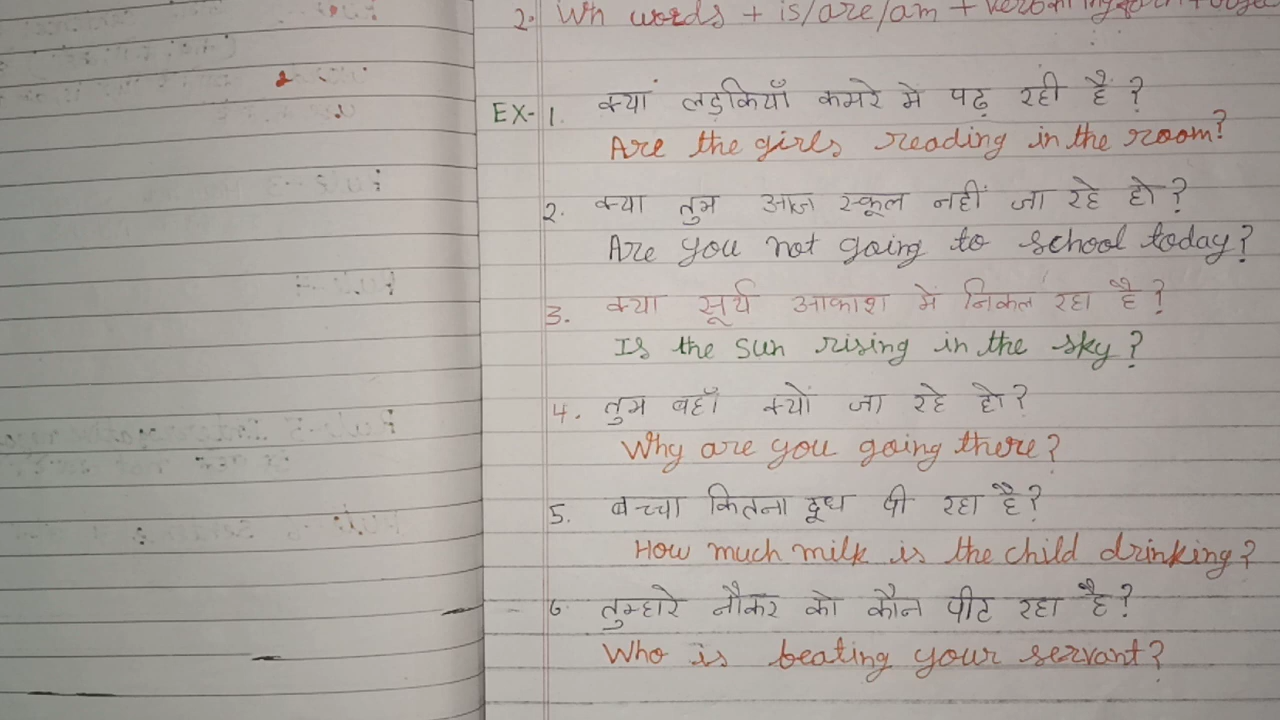 2. Wh words + is/are/am + verb
EX- 1. क्यां लड़कियाँ कमरे में पढ़ रही हैं ?
Are the girls reading in the room?
2. क्या तुम आज स्कूल नहीं जा रहे हो ?
Are you not going to school today?
3. क्या सूर्य आकाश में निकल रहा है ?
Is the sun rising in the sky?
4. तुम वहाँ क्यों जा रहे हो ?
Why are you going there?
5. बच्चा कितना दूध पी रहा है ?
How much milk is the child drinking?
6. तुम्हारे नौकर को कौन पीट रहा है ?
Who is beating your servant?